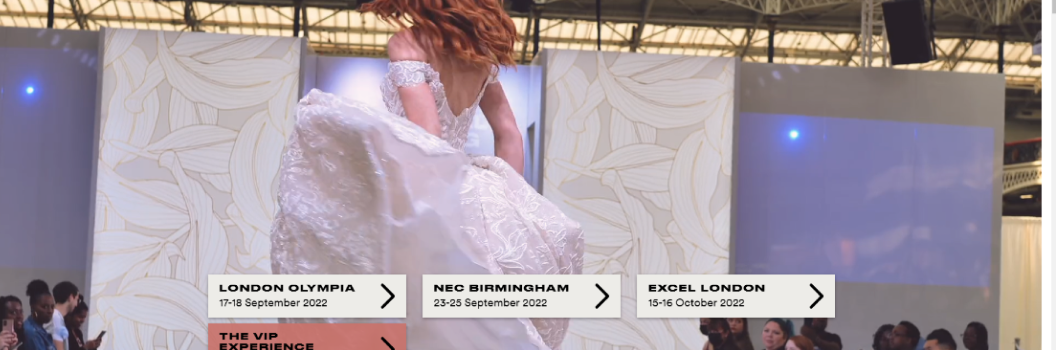 LONDON OLYMPIA
17-18 September 2022
NEC BIRMINGHAM
23-25 September 2022
EXCEL LONDON
15-16 October 2022
THE VIP
EXPERIENCE